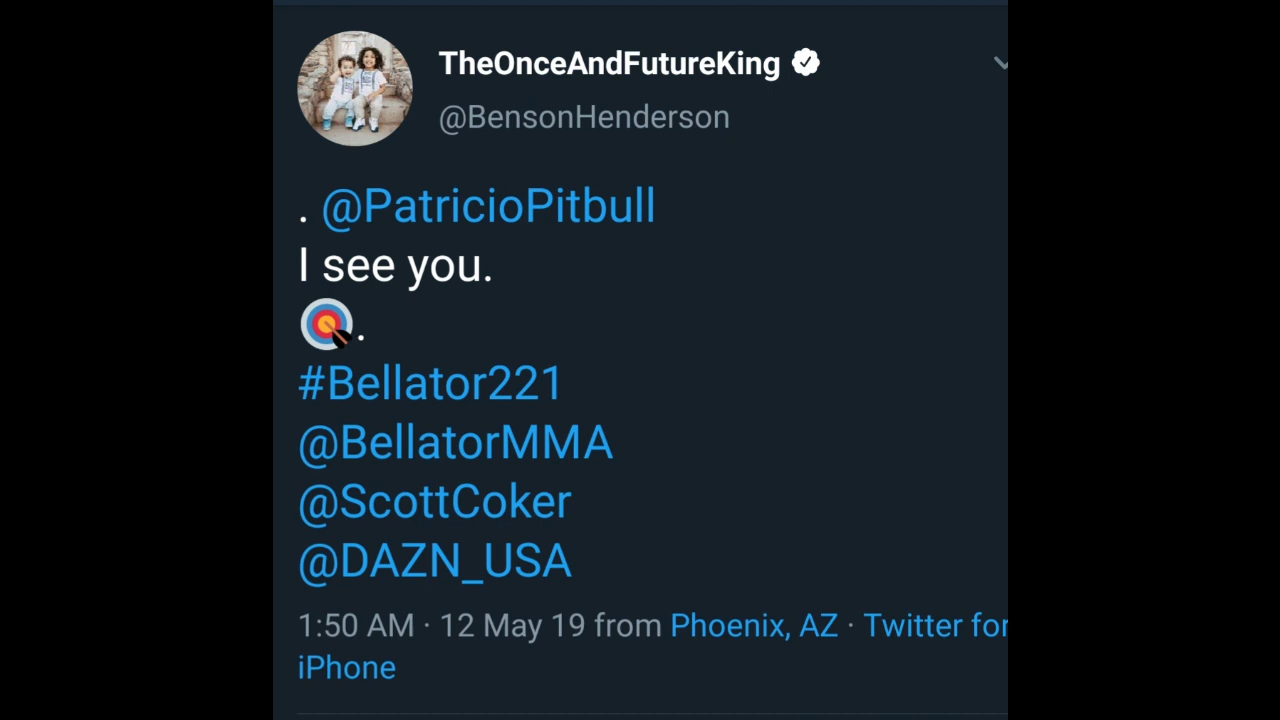 TheOnceAndFutureKing
@BensonHenderson
. @PatricioPitbull
I see you.
🎯.
#Bellator221
@BellatorMMA
@ScottCoker
@DAZN_USA
1:50 AM · 12 May 19 from Phoenix, AZ · Twitter for
iPhone